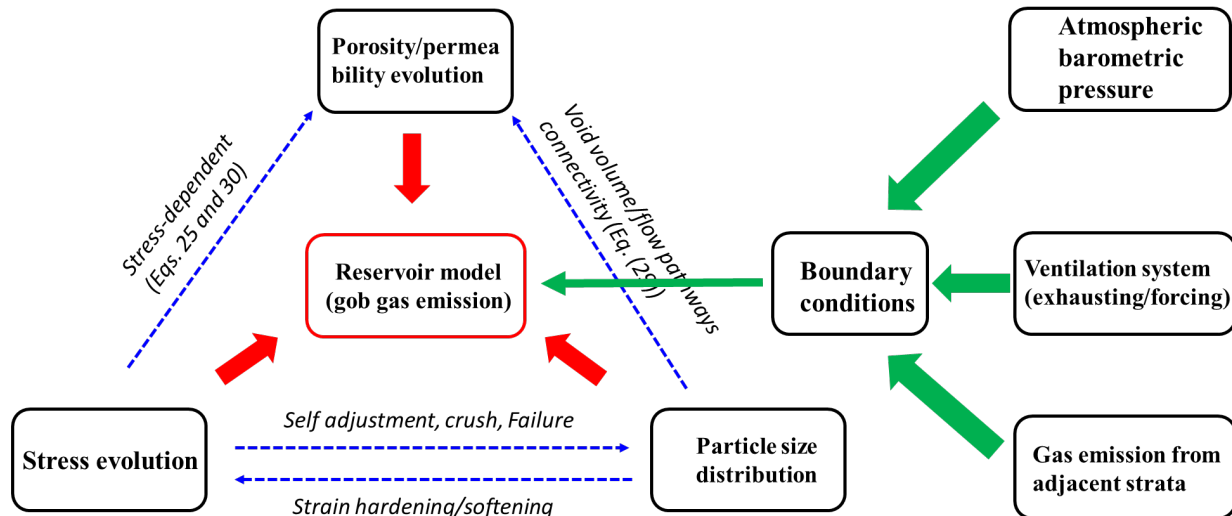 Porosity/permea
bility evolution
Atmospheric
barometric
pressure
Stress-dependent
(Eqs. 25 and 30)
Void volume/flow pathways
connectivity (Eq. (29))
Reservoir model
(gob gas emission)
Boundary
conditions
Ventilation system
(exhausting/forcing)
Stress evolution
Self adjustment, crush, Failure
Strain hardening/softening
Particle size
distribution
Gas emission from
adjacent strata